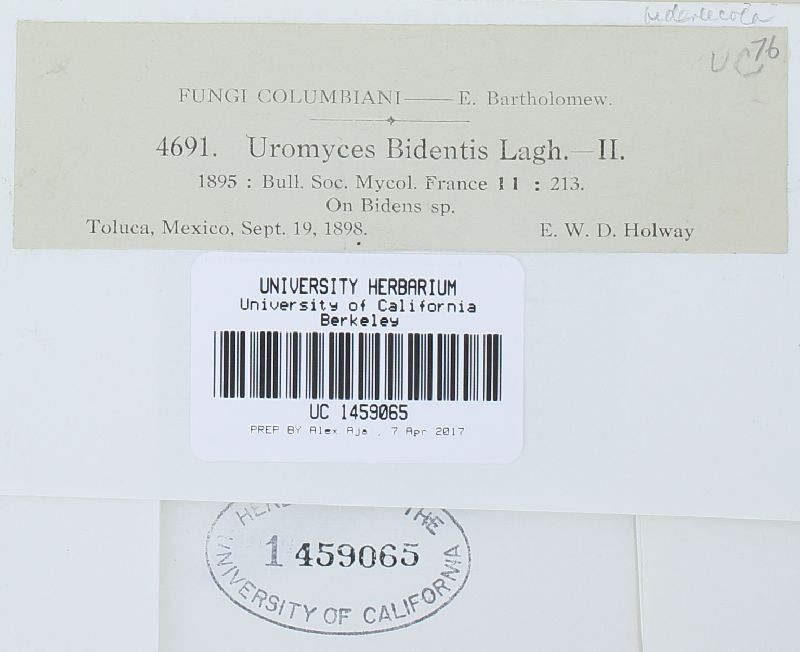 bidenticola
UC 76
FUNGI COLUMBIANI—— E. Bartholomew.
4691. Uromyces Bidentis Lagh.—II.
1895 : Bull. Soc. Mycol. France 11 : 213.
On Bidens sp.
Toluca, Mexico, Sept. 19, 1898. E. W. D. Holway
UNIVERSITY HERBARIUM
University of California
Berkeley
UC 1459065
PREP BY Alex Aja , 7 Apr 2017
THE
1459065
UNIVERSITY OF CALIFORNIA